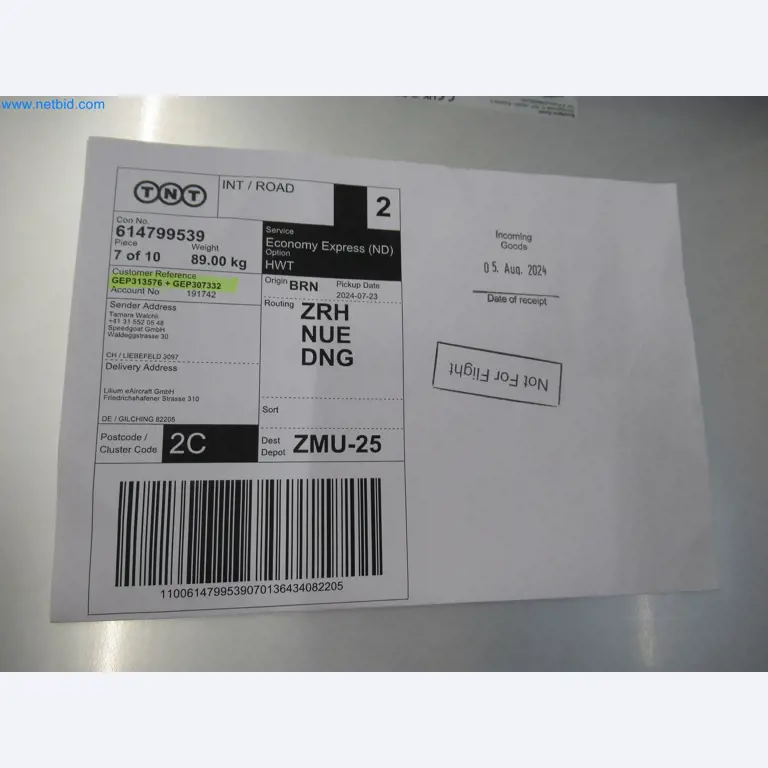 www.netbid.com
TNT
INT / ROAD
2
Con No.
614799539
Piece Weight
7 of 10 89.00 kg
Service
Economy Express (ND)
Option
HWT
Customer Reference
GEP313576 + GEP307332
Account No 191742
Origin BRN
Pickup Date
2024-07-23
Sender Address
Tamara Walchli
+41 31 552 05 48
Speedgoat GmbH
Waldeggstrasse 30
CH / LIEBEFELD 3097
Routing ZRH
NUE
DNG
Delivery Address
Lilium eAircraft GmbH
Friedrichshafener Strasse 310
DE / GILCHING 82205
Sort
Postcode /
Cluster Code 2C
Dest
Depot ZMU-25
1100614799539070136434082205
Incoming
Goods
05. Aug. 2024
Date of receipt
Not For Flight